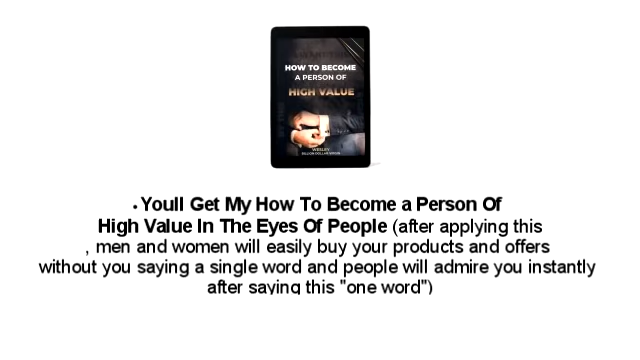 HOW TO BECOME
A PERSON OF
HIGH VALUE
WESLEY
• Youll Get My How To Become a Person Of
High Value In The Eyes Of People (after applying this
, men and women will easily buy your products and offers
without you saying a single word and people will admire you instantly
after saying this "one word")